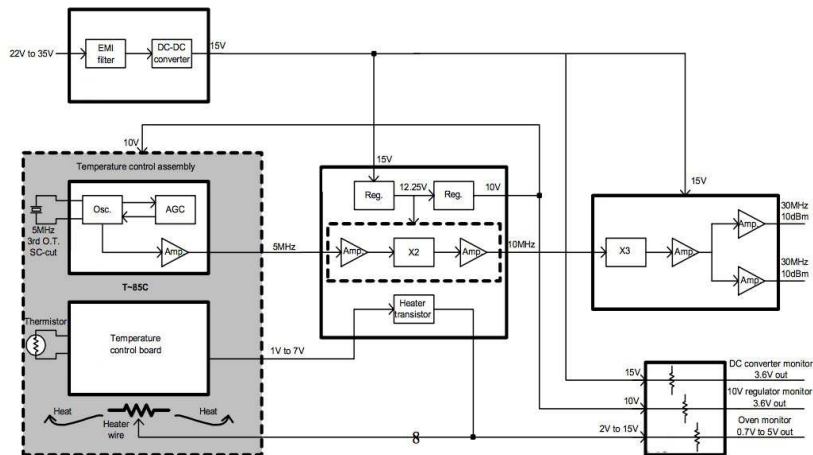 22V to 35V
EMI
filter
DC-DC
converter
15V
10V
Temperature control assembly
Osc.
AGC
5MHz
3rd O.T.
SC-cut
Amp
T~85C
Thermistor
Temperature
control board
Heat
Heat
Heater
wire
5MHz
1V to 7V
15V
Reg.
12.25V
Reg.
10V
Amp
X2
Amp
10MHz
Heater
transistor
15V
X3
Amp
Amp
30MHz
10dBm
Amp
30MHz
10dBm
15V
DC converter monitor
3.6V out
10V
10V regulator monitor
3.6V out
2V to 15V
Oven monitor
0.7V to 5V out
8